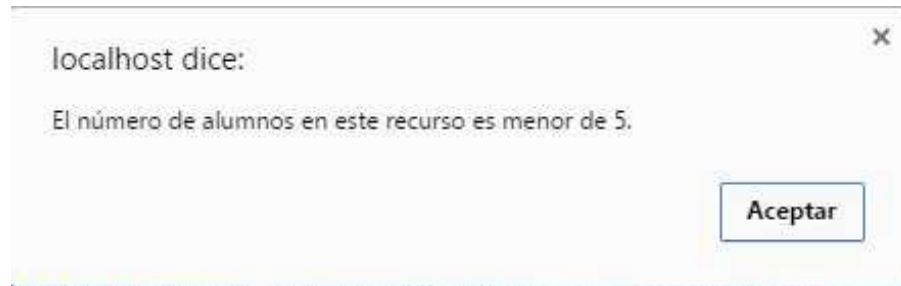 localhost dice:
El número de alumnos en este recurso es menor de 5.
Aceptar